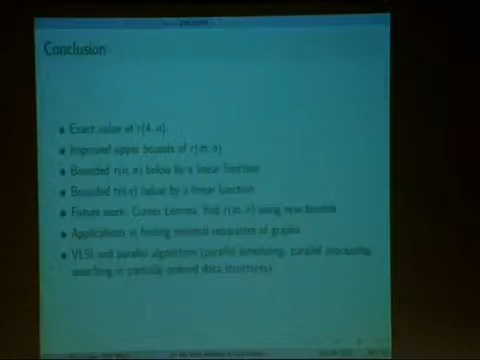 Conclusion
Exact value of r(4, n)
Improved upper bounds of r(m, n)
Bounded r(n, n) below by a linear function
Bounded below by a linear function
Future work: Lemma, find r(m, n) using new bounds
Applications in finding minimal separators of graphs
VLSI and parallel algorithms (parallel scheduling, parallel processing,
searching in partially ordered data structures)